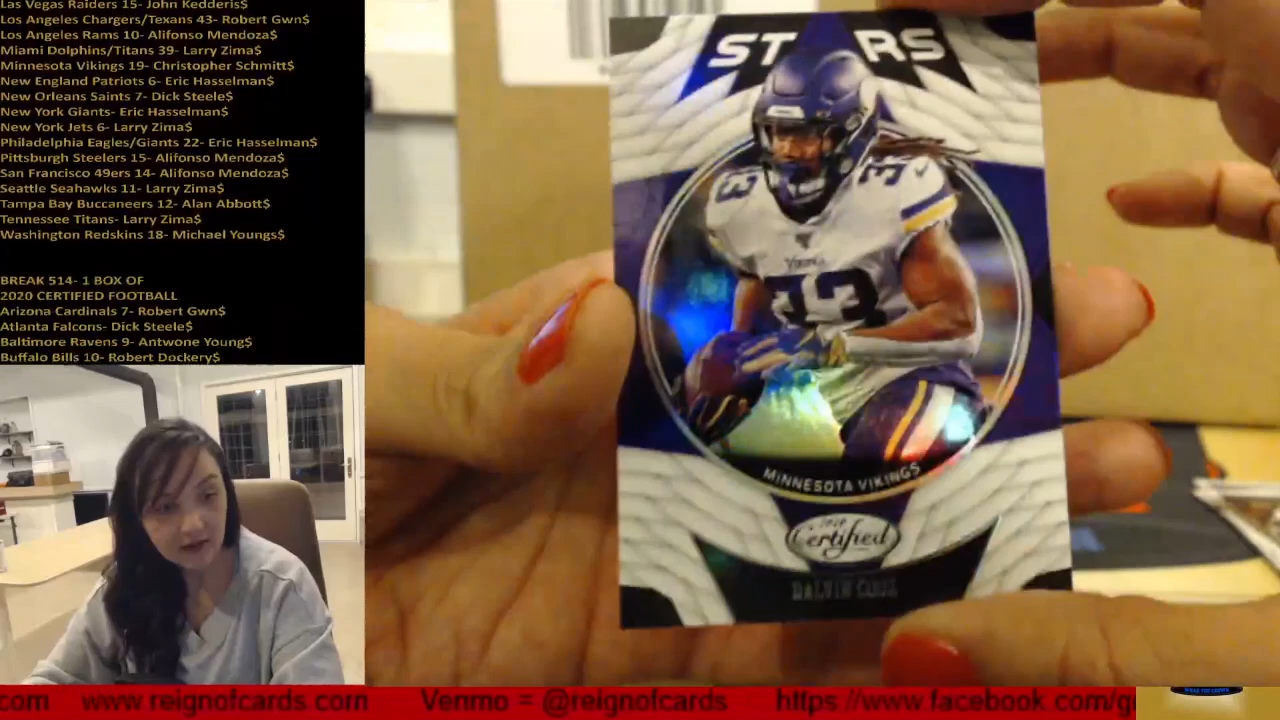 Las Vegas Raiders 15- John Kedderis$
Los Angeles Chargers/Texans 43- Robert Gwn$
Los Angeles Rams 10- Alifonso Mendoza$
Miami Dolphins/Titans 39- Larry Zima$
Minnesota Vikings 19- Christopher Schmitt$
New England Patriots 6- Eric Hasselman$
New Orleans Saints 7- Dick Steele$
New York Giants- Eric Hasselman$
New York Jets 6- Larry Zima$
Philadelphia Eagles/Giants 22- Eric Hasselman$
Pittsburgh Steelers 15- Alifonso Mendoza$
San Francisco 49ers 14- Alifonso Mendoza$
Seattle Seahawks 11- Larry Zima$
Tampa Bay Buccaneers 12- Alan Abbott$
Tennessee Titans- Larry Zima$
Washington Redskins 18- Michael Youngs$
BREAK 514- 1 BOX OF
2020 CERTIFIED FOOTBALL
Arizona Cardinals 7- Robert Gwn$
Atlanta Falcons- Dick Steele$
Baltimore Ravens 9- Antwone Young$
Buffalo Bills 10- Robert Dockery$
STARS
33
33
VIKINGS
33
MINNESOTA VIKINGS
2020
Certified
DALVIN COOK
com www.reignofcards.com Venmo = @reignofcards https://www.facebook.com/g